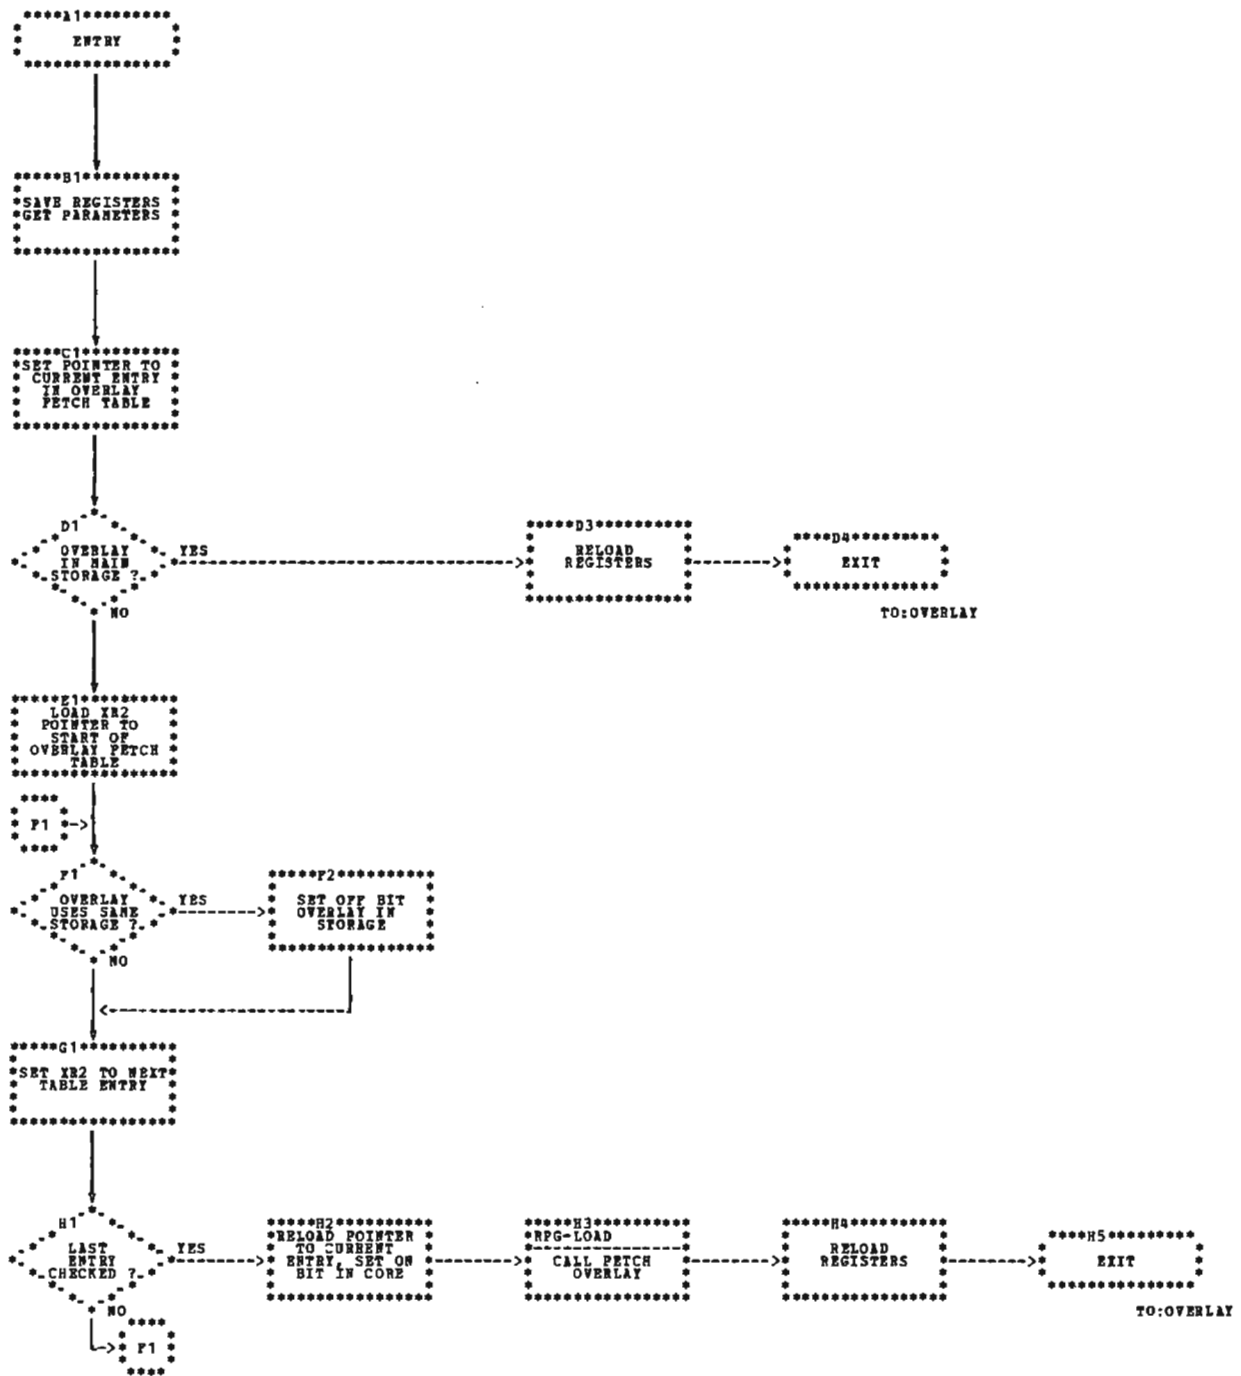 A1
ENTRY
B1
SAVE REGISTERS
GET PARAMETERS
C1
SET POINTER TO
CURRENT ENTRY
IN OVERLAY
FETCH TABLE
D1
OVERLAY
IN MAIN
STORAGE ?
YES
NO
D3
RELOAD
REGISTERS
D4
EXIT
TO:OVERLAY
E1
LOAD XR2
POINTER TO
START OF
OVERLAY FETCH
TABLE
F1
F1
OVERLAY
USES SAME
STORAGE ?
YES
NO
F2
SET OFF BIT
OVERLAY IN
STORAGE
G1
SET XR2 TO NEXT
TABLE ENTRY
H1
LAST
ENTRY
CHECKED ?
YES
NO
H2
RELOAD POINTER
TO CURRENT
ENTRY, SET ON
BIT IN CORE
H3
RPG-LOAD
CALL FETCH
OVERLAY
H4
RELOAD
REGISTERS
H5
EXIT
TO:OVERLAY
F1